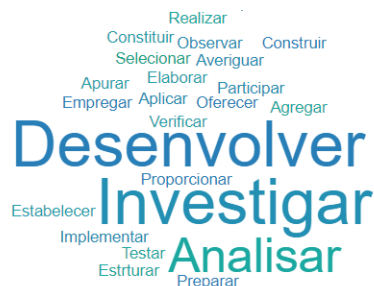 Realizar
Constituir Observar Construir
Selecionar Averiguar
Apurar Elaborar Participar
Empregar Aplicar Oferecer Agregar
Verificar
Desenvolver
Proporcionar
Estabelecer Investigar
Implementar
Testar Analisar
Estrturar
Preparar